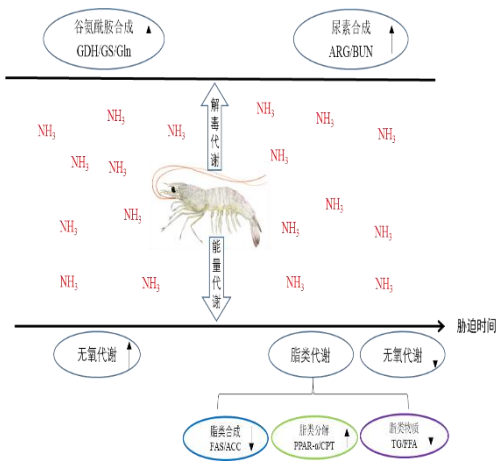 谷氨酰胺合成
GDH/GS/Gln
尿素合成
ARG/BUN
NH3
NH3
NH3
NH3
NH3
NH3
NH3
NH3
NH3
解毒代谢
NH3
NH3
NH3
NH3
NH3
NH3
能量代谢
NH3
NH3
NH3
NH3
胁迫时间
无氧代谢
脂类代谢
无氧代谢
脂类合成
FAS/ACC
脂类分解
PPAR-α/CPT
脂类物质
TG/FFA